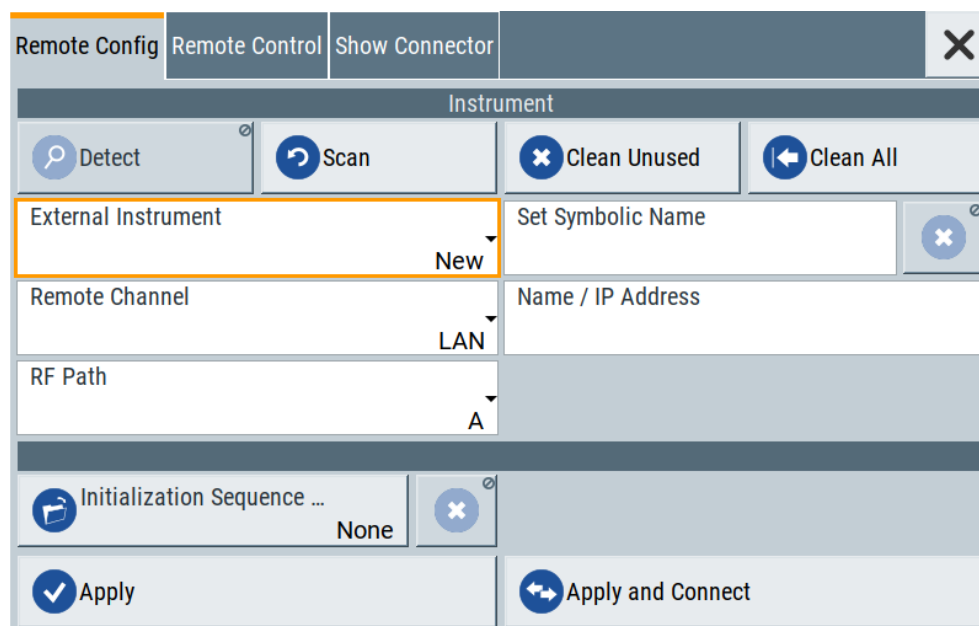 Remote Config Remote Control Show Connector
Instrument
Detect Scan Clean Unused Clean All
External Instrument Set Symbolic Name
New
Remote Channel Name / IP Address
LAN
RF Path
A
Initialization Sequence ...
None
Apply Apply and Connect